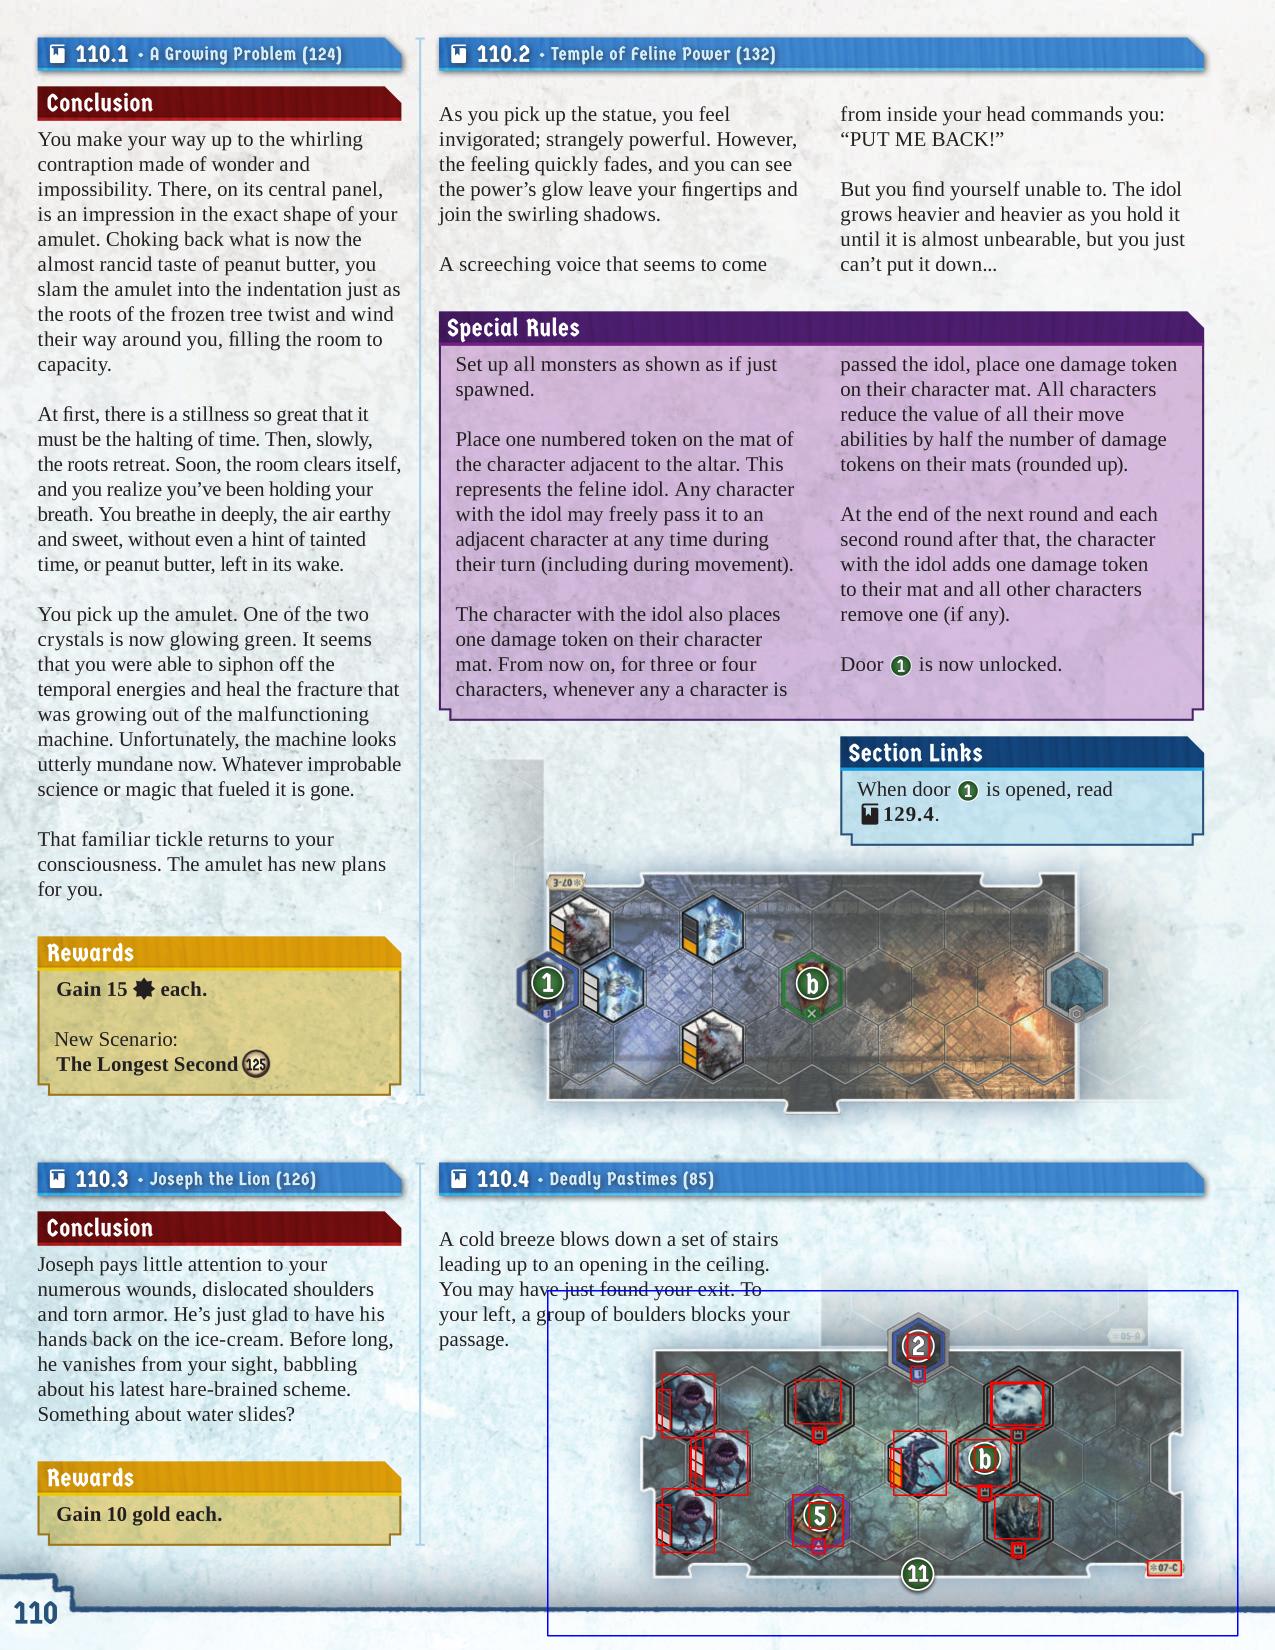 110.1 • A Growing Problem (124)
Conclusion
You make your way up to the whirling
contraption made of wonder and
impossibility. There, on its central panel,
is an impression in the exact shape of your
amulet. Choking back what is now the
almost rancid taste of peanut butter, you
slam the amulet into the indentation just as
the roots of the frozen tree twist and wind
their way around you, filling the room to
capacity.
At first, there is a stillness so great that it
must be the halting of time. Then, slowly,
the roots retreat. Soon, the room clears itself,
and you realize you’ve been holding your
breath. You breathe in deeply, the air earthy
and sweet, without even a hint of tainted
time, or peanut butter, left in its wake.
You pick up the amulet. One of the two
crystals is now glowing green. It seems
that you were able to siphon off the
temporal energies and heal the fracture that
was growing out of the malfunctioning
machine. Unfortunately, the machine looks
utterly mundane now. Whatever improbable
science or magic that fueled it is gone.
That familiar tickle returns to your
consciousness. The amulet has new plans
for you.
Rewards
Gain 15 each.
New Scenario:
The Longest Second 125
110.2 • Temple of Feline Power (132)
As you pick up the statue, you feel
invigorated; strangely powerful. However,
the feeling quickly fades, and you can see
the power’s glow leave your fingertips and
join the swirling shadows.
A screeching voice that seems to come
from inside your head commands you:
“PUT ME BACK!”
But you find yourself unable to. The idol
grows heavier and heavier as you hold it
until it is almost unbearable, but you just
can’t put it down...
Special Rules
Set up all monsters as shown as if just
spawned.
Place one numbered token on the mat of
the character adjacent to the altar. This
represents the feline idol. Any character
with the idol may freely pass it to an
adjacent character at any time during
their turn (including during movement).
The character with the idol also places
one damage token on their character
mat. From now on, for three or four
characters, whenever any a character is
passed the idol, place one damage token
on their character mat. All characters
reduce the value of all their move
abilities by half the number of damage
tokens on their mats (rounded up).
At the end of the next round and each
second round after that, the character
with the idol adds one damage token
to their mat and all other characters
remove one (if any).
Door 1 is now unlocked.
Section Links
When door 1 is opened, read
129.4.
07-E
1
b
110.3 • Joseph the Lion (126)
Conclusion
Joseph pays little attention to your
numerous wounds, dislocated shoulders
and torn armor. He’s just glad to have his
hands back on the ice-cream. Before long,
he vanishes from your sight, babbling
about his latest hare-brained scheme.
Something about water slides?
Rewards
Gain 10 gold each.
110.4 • Deadly Pastimes (85)
A cold breeze blows down a set of stairs
leading up to an opening in the ceiling.
You may have just found your exit. To
your left, a group of boulders blocks your
passage.
05-A
2
b
5
11
07-C
110